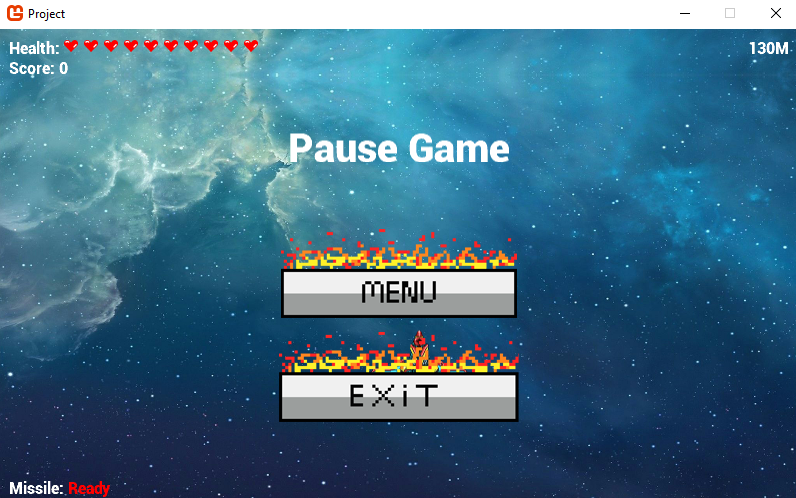 Project
Health:
130M
Score: 0
Pause Game
MENU
EXiT
Missile: Ready